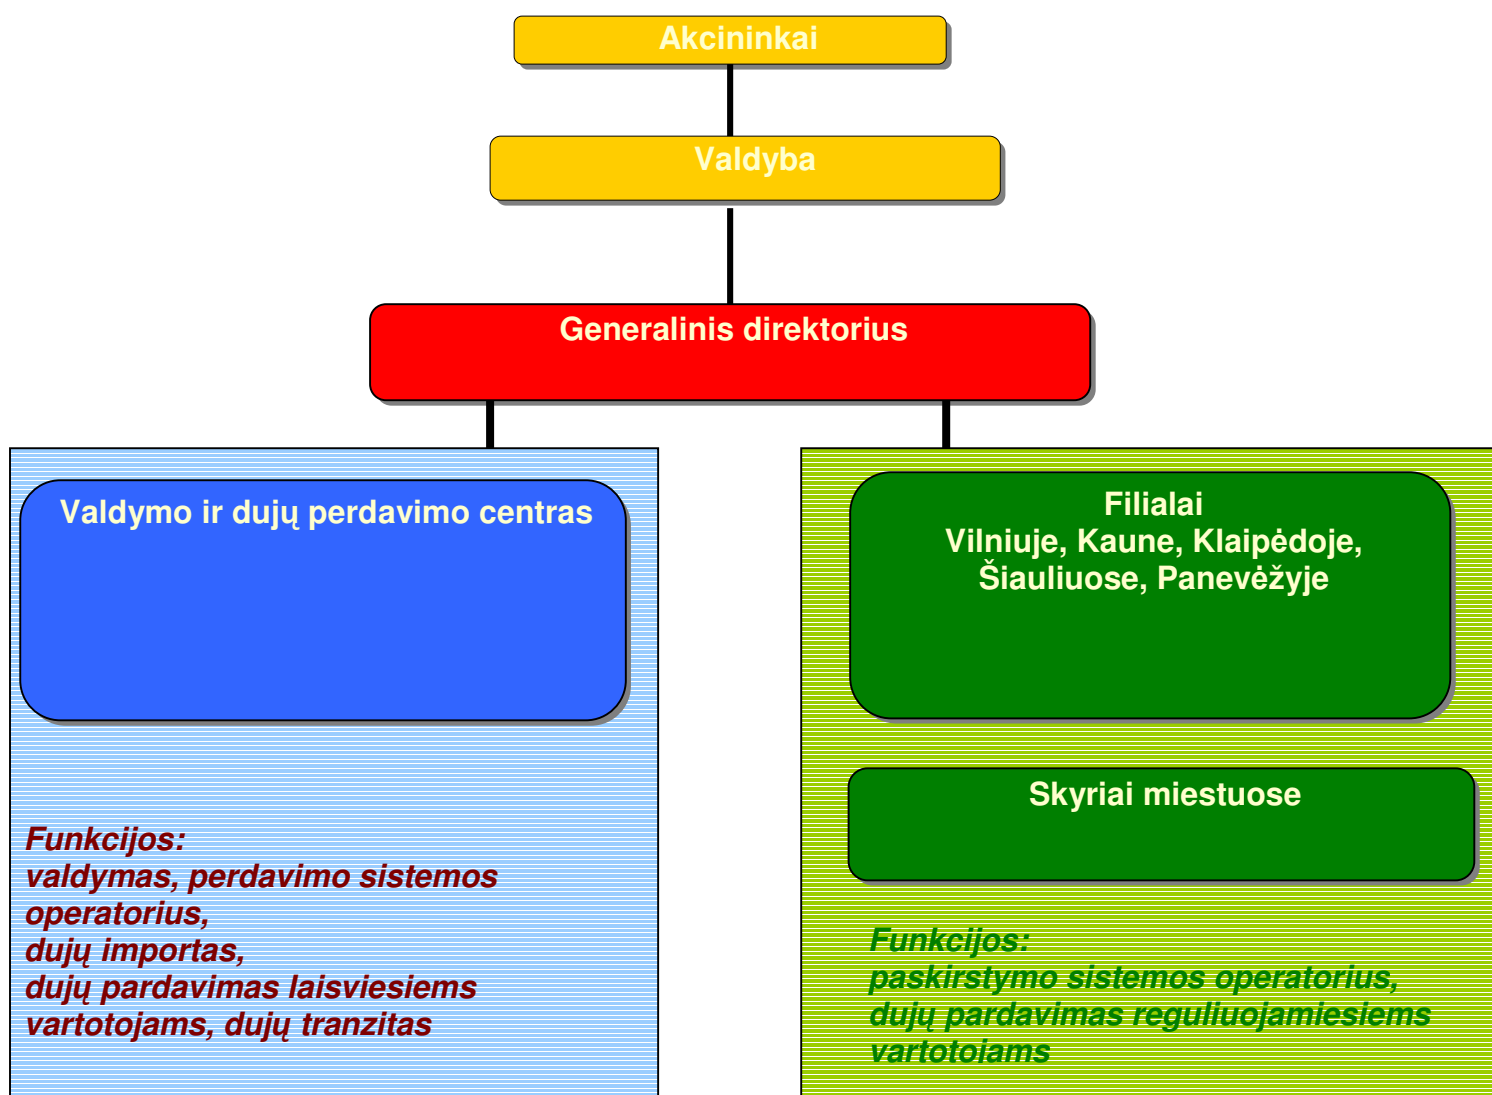 Akcininkai
Valdyba
Generalinis direktorius
Valdymo ir dujų perdavimo centras
Funkcijos:
valdymas, perdavimo sistemos
operatorius,
dujų importas,
dujų pardavimas laisviesiems
vartotojams, dujų tranzitas
Filialai
Vilniuje, Kaune, Klaipėdoje,
Šiauliuose, Panevėžyje
Skyriai miestuose
Funkcijos:
paskirstymo sistemos operatorius,
dujų pardavimas reguliuojamiesiems
vartotojams